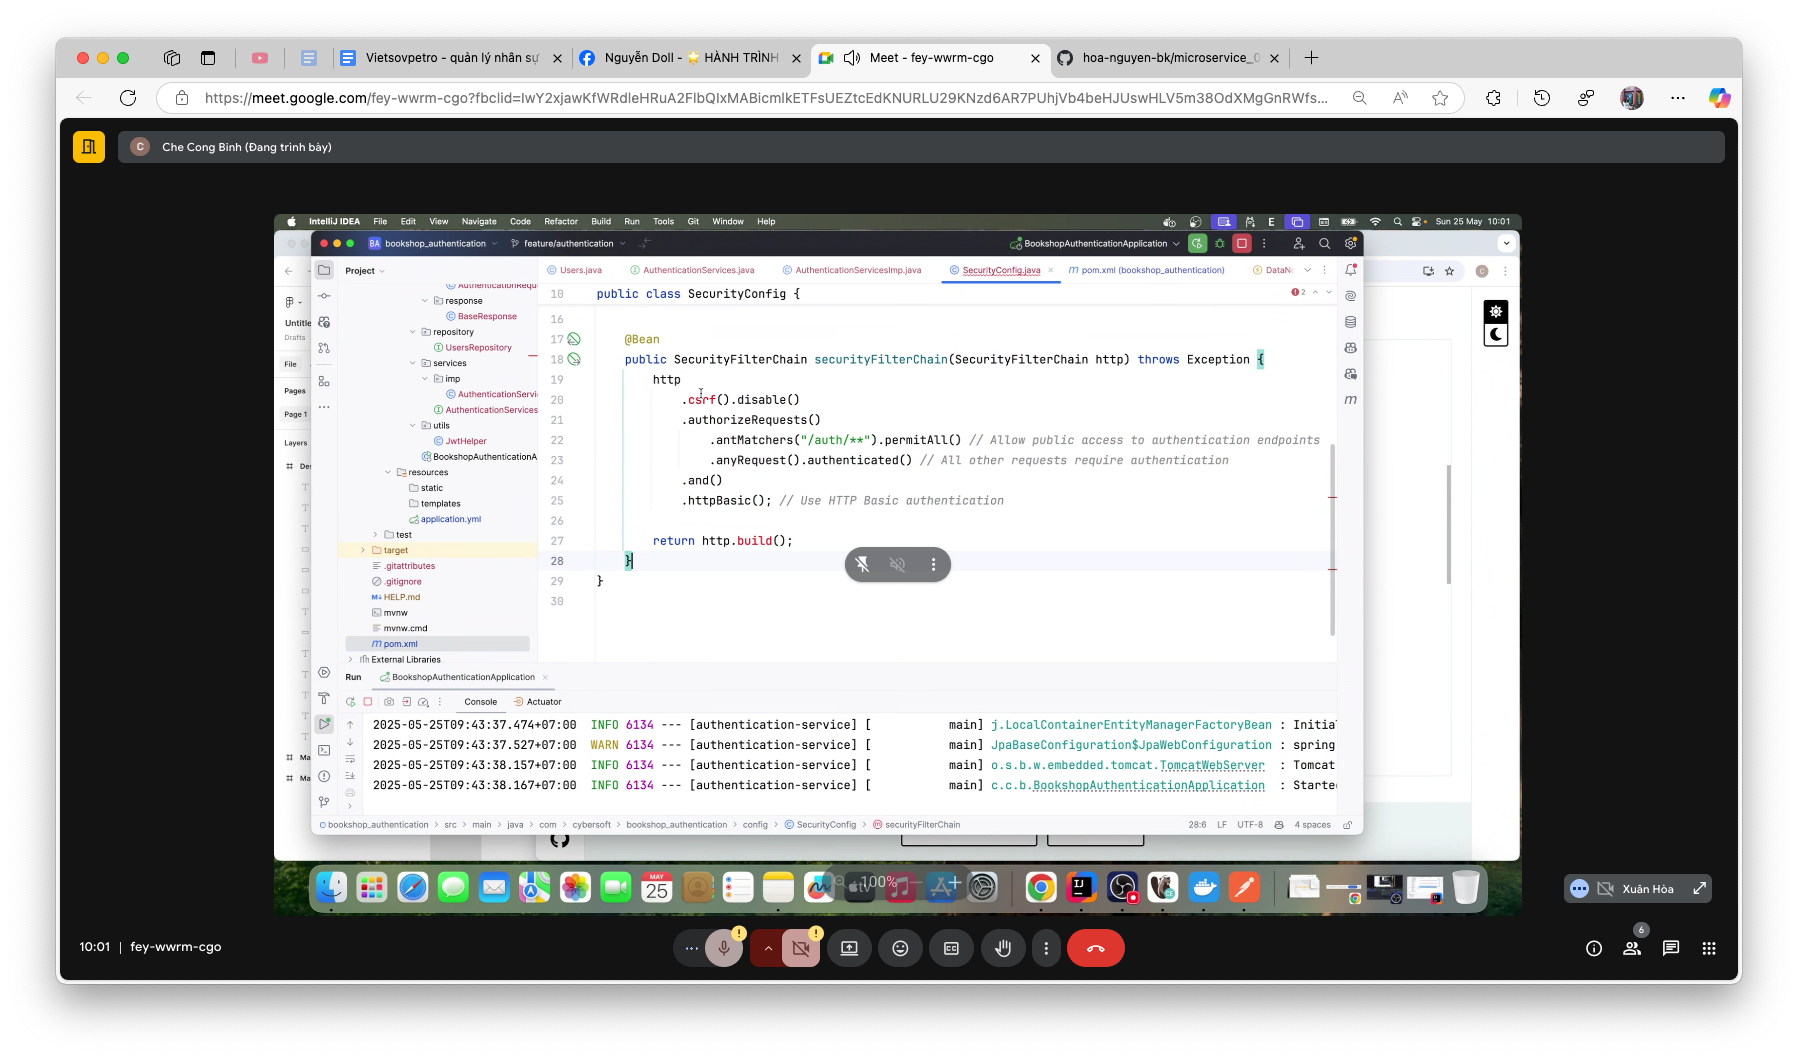 Vietsovpetro - quản lý nhân sự
Nguyễn Doll - ⭐ HÀNH TRÌNH
Meet - fey-wwrm-cgo
hoa-nguyen-bk/microservice_0
https://meet.google.com/fey-wwrm-cgo?fbclid=IwY2xjawKfWRdleHRuA2FlbQIxMABicmlkETFsUEZtcEdKNURLU29KNzd6AR7PUhjVb4beHJUswHLV5m38OdXMgGnRWfs...
C
Che Cong Binh (Đang trình bày)
IntelliJ IDEA File Edit View Navigate Code Refactor Build Run Tools Git Window Help
Sun 25 May 10:01
BA bookshop_authentication
feature/authentication
BookshopAuthenticationApplication
Project
Users.java
AuthenticationServices.java
AuthenticationServicesImp.java
SecurityConfig.java
pom.xml (bookshop_authentication)
DataN
AuthenticationRequ
response
BaseResponse
repository
UsersRepository
services
imp
AuthenticationServi
AuthenticationServices
utils
JwtHelper
BookshopAuthenticationA
resources
static
templates
application.yml
test
target
.gitattributes
.gitignore
HELP.md
mvnw
mvnw.cmd
pom.xml
External Libraries
Untitle
Drafts
File
Pages
Page 1
Layers
De
Ma
Ma
10 public class SecurityConfig {
2
16
17 @Bean
18 public SecurityFilterChain securityFilterChain(SecurityFilterChain http) throws Exception {
19 http
20 .csrf().disable()
21 .authorizeRequests()
22 .antMatchers("/auth/**").permitAll() // Allow public access to authentication endpoints
23 .anyRequest().authenticated() // All other requests require authentication
24 .and()
25 .httpBasic(); // Use HTTP Basic authentication
26
27 return http.build();
28 }
29 }
30
Run BookshopAuthenticationApplication
Console Actuator
2025-05-25T09:43:37.474+07:00 INFO 6134 --- [authentication-service] [ main] j.LocalContainerEntityManagerFactoryBean : Initial
2025-05-25T09:43:37.527+07:00 WARN 6134 --- [authentication-service] [ main] JpaBaseConfiguration$JpaWebConfiguration : spring
2025-05-25T09:43:38.157+07:00 INFO 6134 --- [authentication-service] [ main] o.s.b.w.embedded.tomcat.TomcatWebServer : Tomcat
2025-05-25T09:43:38.167+07:00 INFO 6134 --- [authentication-service] [ main] c.c.b.BookshopAuthenticationApplication : Starte
bookshop_authentication > src > main > java > com > cybersoft > bookshop_authentication > config > SecurityConfig > securityFilterChain
28:6 LF UTF-8 4 spaces
MAY
25
100%
Xuân Hòa
10:01 | fey-wwrm-cgo
6